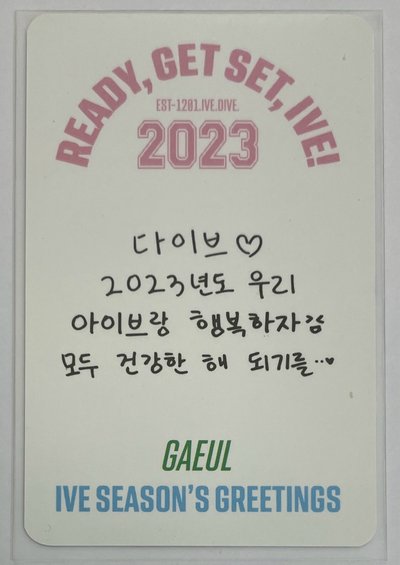 READY, GET SET, IVE!
EST-1201.IVE.DIVE.
2023
다이브♡
2023년도 우리
아이브랑 행복하자
모두 건강한 해 되기를…♥
GAEUL
IVE SEASON'S GREETINGS